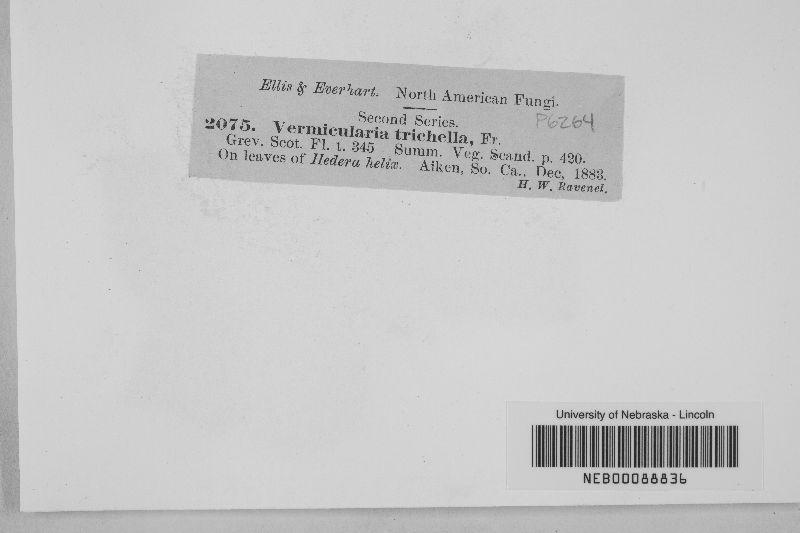 Ellis & Everhart. North American Fungi.
Second Series.
P6264
2075. Vermicularia trichella, Fr.
Grev. Scot. Fl. t. 345 Summ. Veg. Scand. p. 420.
On leaves of Hedera helix. Aiken, So. Ca., Dec, 1883.
H. W. Ravenel.
University of Nebraska - Lincoln
NEB00088836